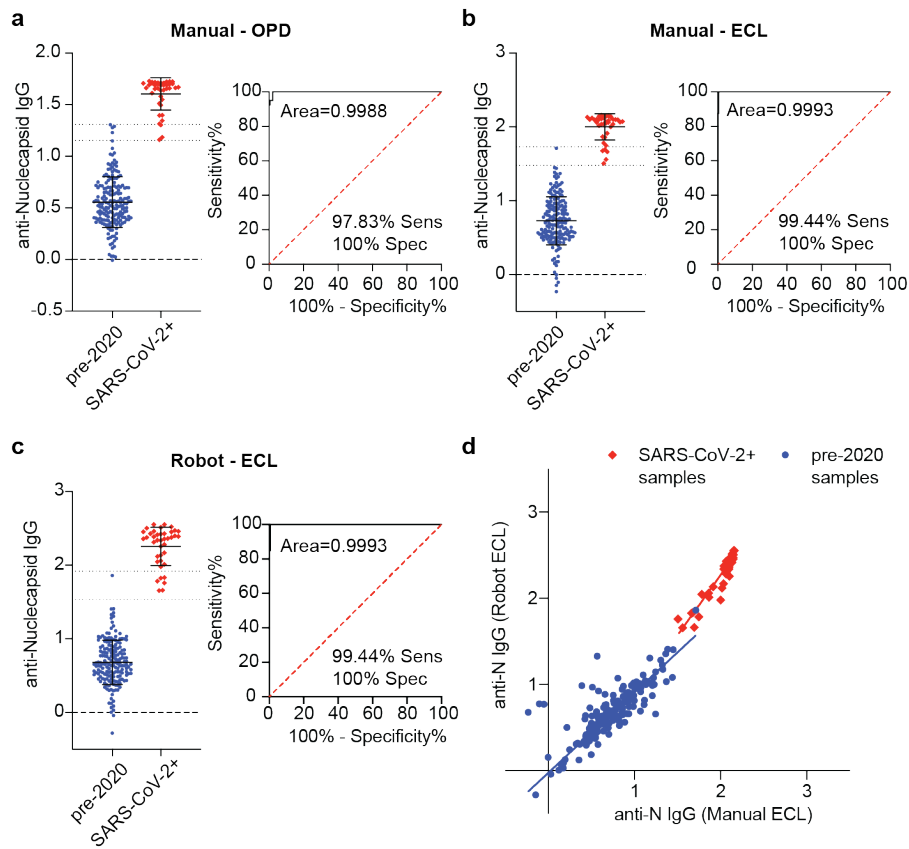 a
Manual - OPD
anti-Nuclecapsid IgG
2.0
1.5
1.0
0.5
0.0
-0.5
pre-2020
SARS-CoV-2+
Sensitivity%
100
80
60
40
20
0
Area=0.9988
97.83% Sens
100% Spec
0 20 40 60 80 100
100% - Specificity%
b
Manual - ECL
anti-Nuclecapsid IgG
3
2
1
0
pre-2020
SARS-CoV-2+
Sensitivity%
100
80
60
40
20
0
Area=0.9993
99.44% Sens
100% Spec
0 20 40 60 80 100
100% - Specificity%
c
Robot - ECL
anti-Nuclecapsid IgG
3
2
1
0
pre-2020
SARS-CoV-2+
Sensitivity%
100
80
60
40
20
0
Area=0.9993
99.44% Sens
100% Spec
0 20 40 60 80 100
100% - Specificity%
d
SARS-CoV-2+
samples
pre-2020
samples
anti-N IgG (Robot ECL)
3
2
1
1 2 3
anti-N IgG (Manual ECL)